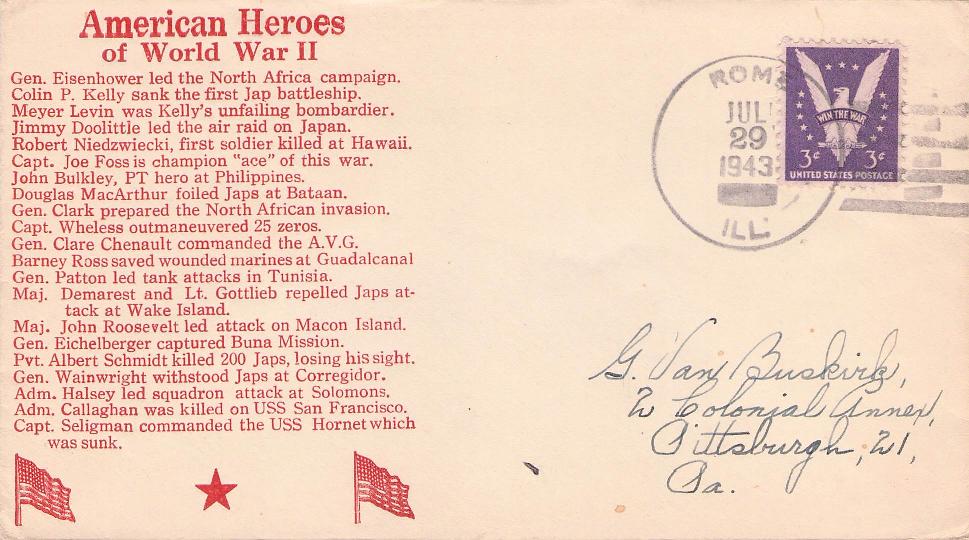 American Heroes
of World War II
Gen. Eisenhower led the North Africa campaign.
Colin P. Kelly sank the first Jap battleship.
Meyer Levin was Kelly's unfailing bombardier.
Jimmy Doolittle led the air raid on Japan.
Robert Niedzwiecki, first soldier killed at Hawaii.
Capt. Joe Foss is champion "ace" of this war.
John Bulkley, PT hero at Philippines.
Douglas MacArthur foiled Japs at Bataan.
Gen. Clark prepared the North African invasion.
Capt. Wheless outmaneuvered 25 zeros.
Gen. Clare Chenault commanded the A.V.G.
Barney Ross saved wounded marines at Guadalcanal
Gen. Patton led tank attacks in Tunisia.
Maj. Demarest and Lt. Gottlieb repelled Japs at-
tack at Wake Island.
Maj. John Roosevelt led attack on Macon Island.
Gen. Eichelberger captured Buna Mission.
Pvt. Albert Schmidt killed 200 Japs, losing his sight.
Gen. Wainwright withstood Japs at Corregidor.
Adm. Halsey led squadron attack at Solomons.
Adm. Callaghan was killed on USS San Francisco.
Capt. Seligman commanded the USS Hornet which
was sunk.
ROME
JUL
29
1943
ILL.
WIN THE WAR
3¢ 3¢
UNITED STATES POSTAGE
G. Van Buskirk,
2 Colonial Annex,
Pittsburgh, 21,
Pa.